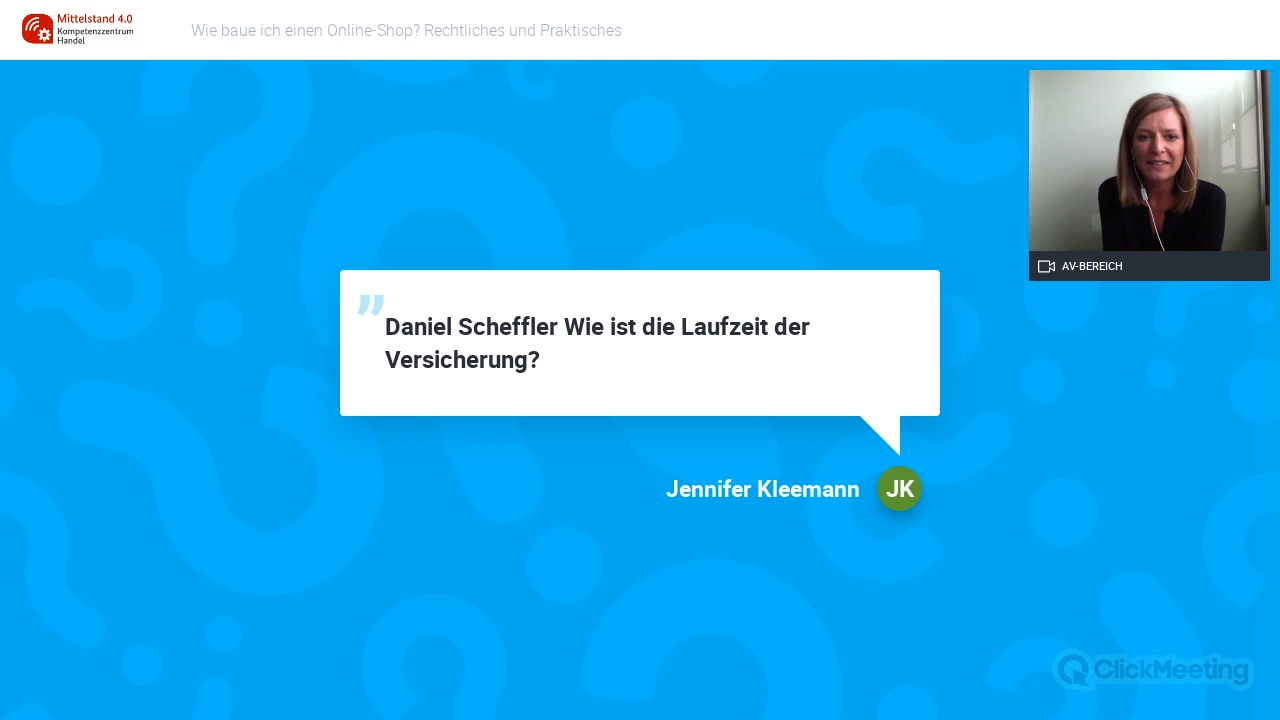 Mittelstand 4.0
Kompetenzzentrum
Handel
Wie baue ich einen Online-Shop? Rechtliches und Praktisches
AV-BEREICH
” Daniel Scheffler Wie ist die Laufzeit der
Versicherung?
Jennifer Kleemann JK
ClickMeeting